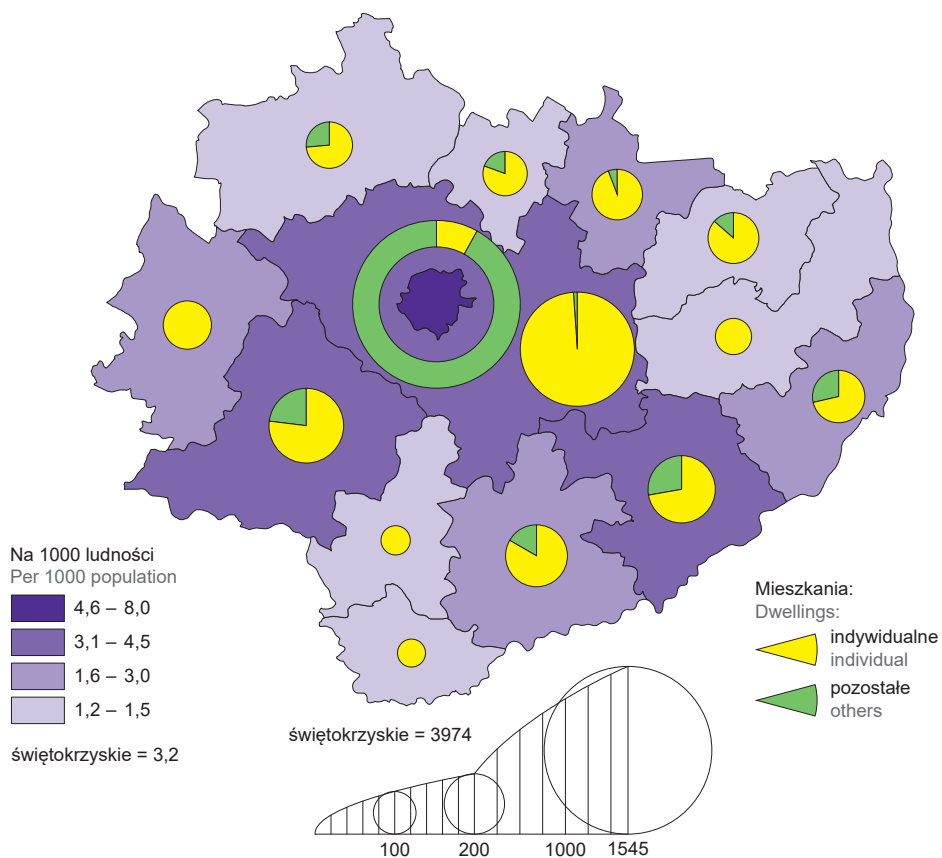 Na 1000 ludności
Per 1000 population
4,6 – 8,0
3,1 – 4,5
1,6 – 3,0
1,2 – 1,5
świętokrzyskie = 3,2
świętokrzyskie = 3974
100
200
1000
1545
Mieszkania:
Dwellings:
indywidualne
individual
pozostałe
others